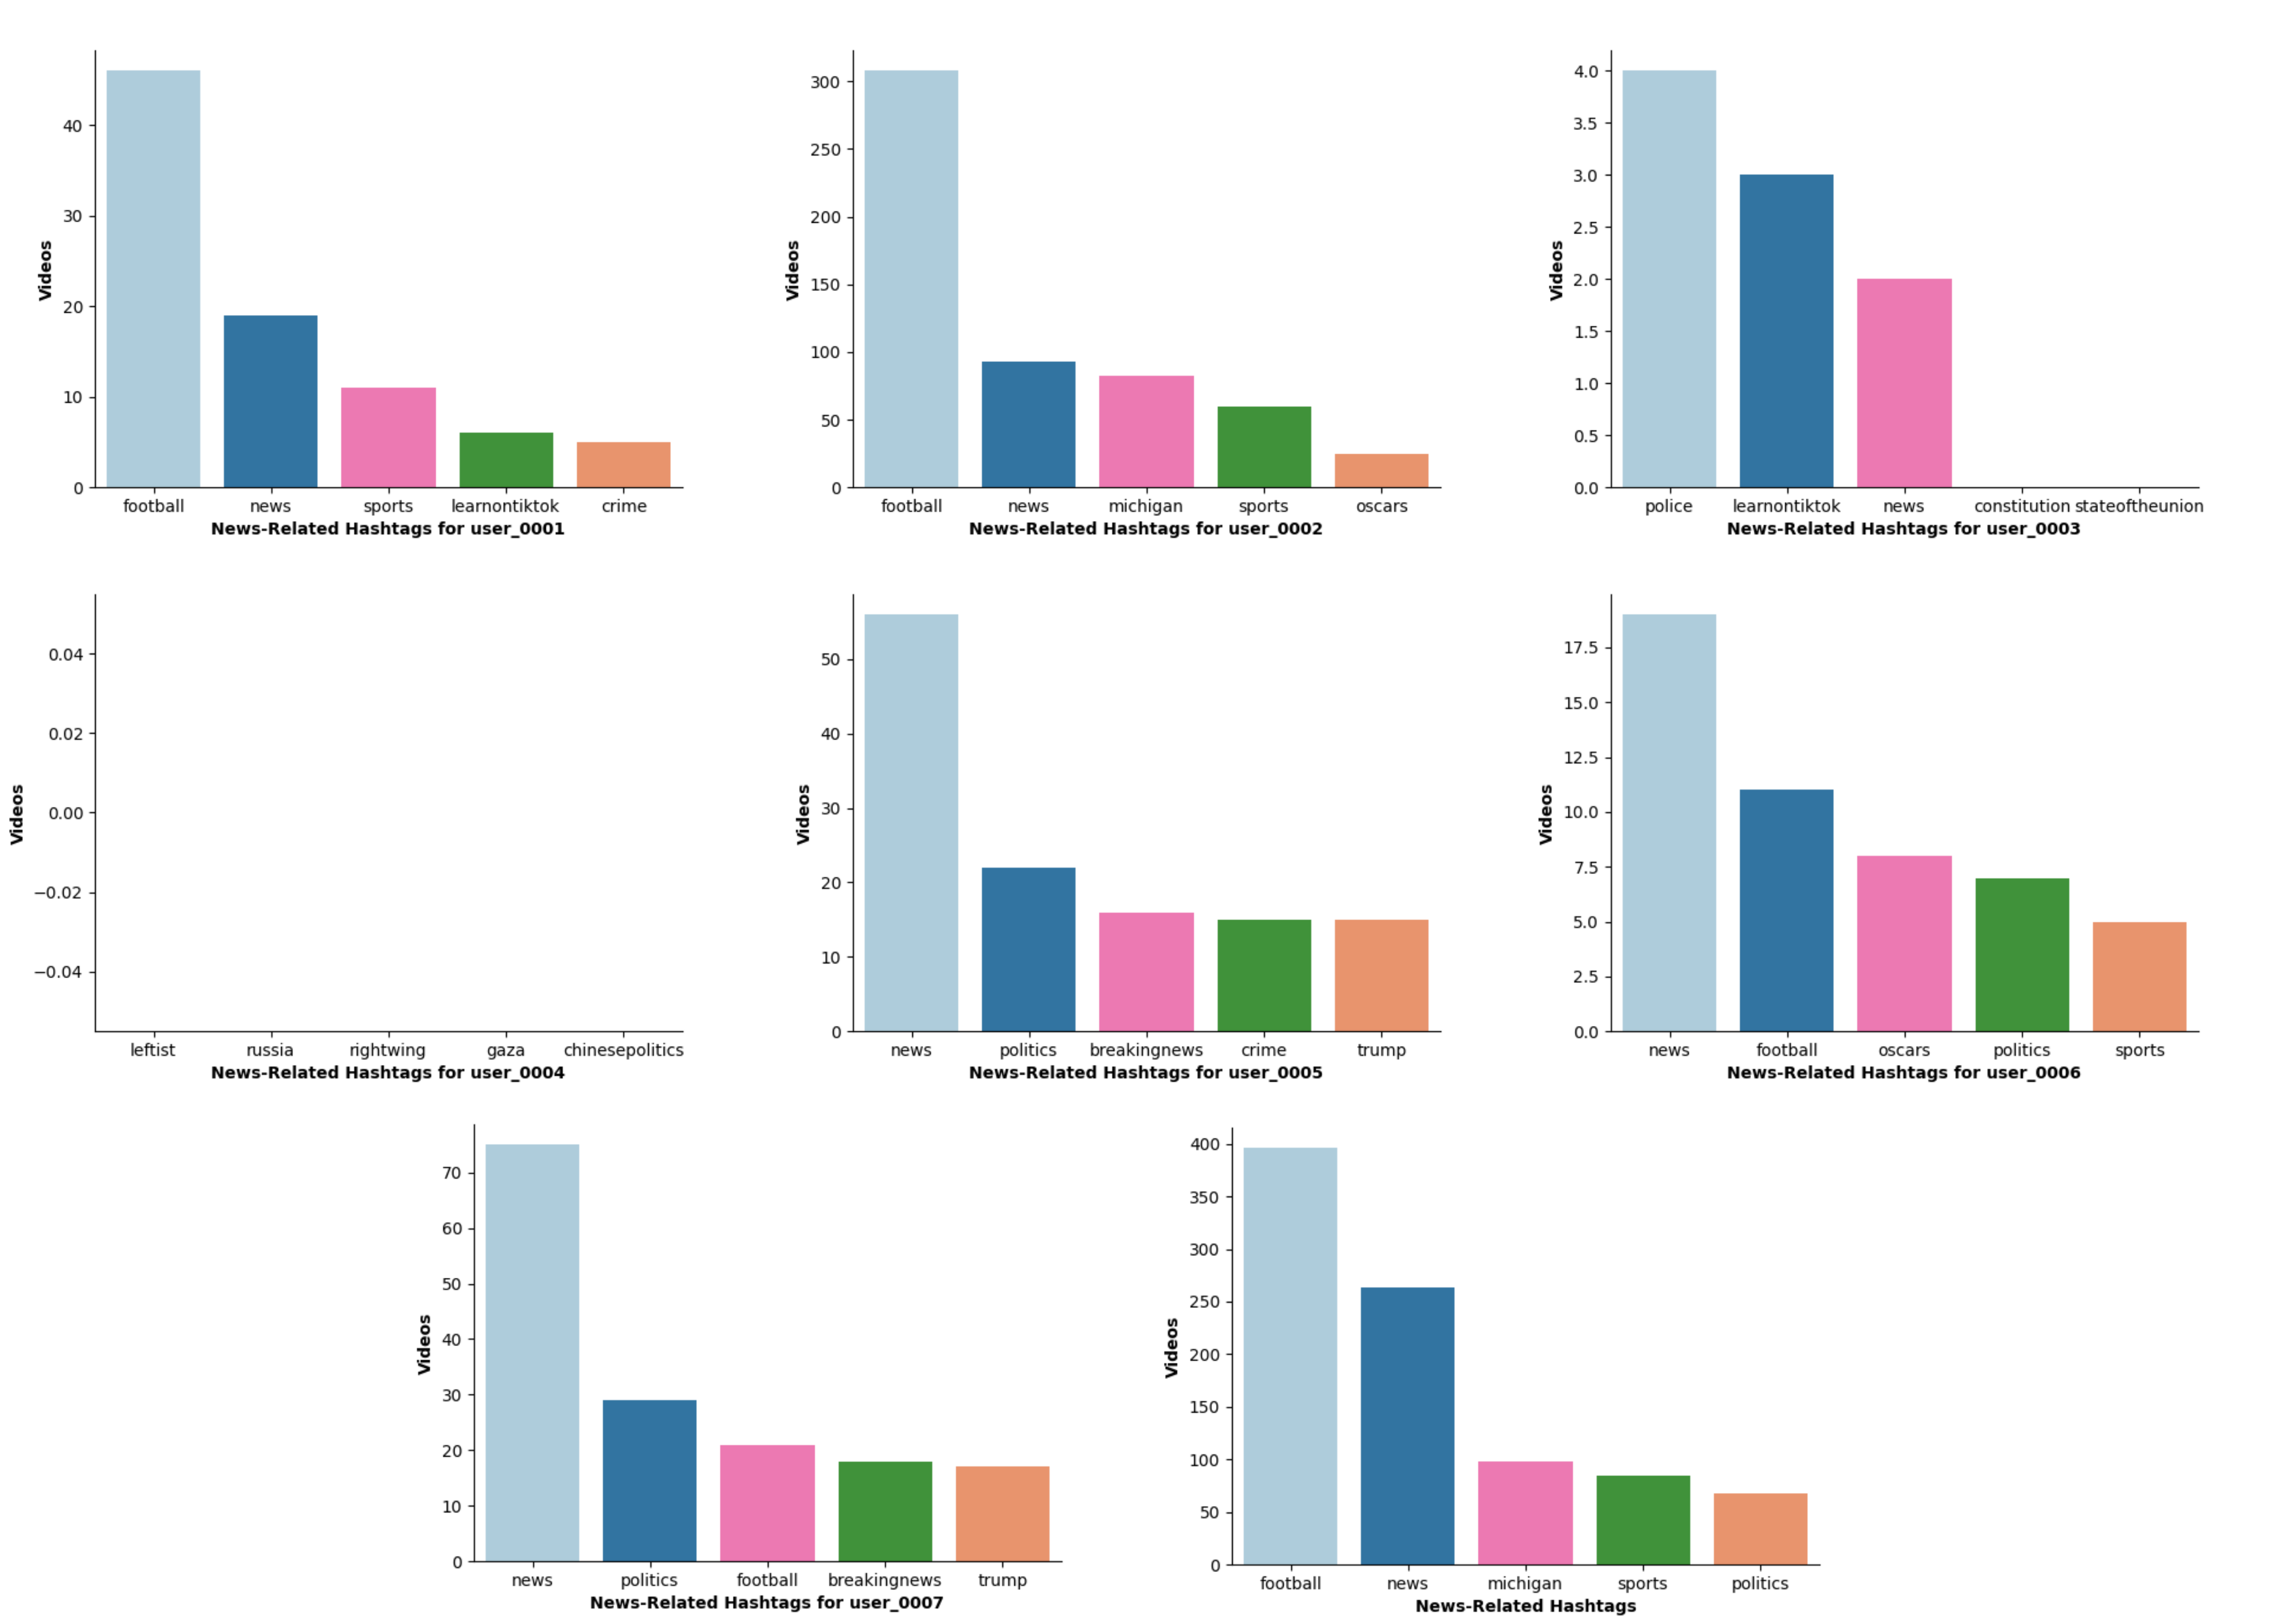 40
30
20
10
0
Videos
football news sports learnontiktok crime
News-Related Hashtags for user_0001
300
250
200
150
100
50
0
Videos
football news michigan sports oscars
News-Related Hashtags for user_0002
4.0
3.5
3.0
2.5
2.0
1.5
1.0
0.5
0.0
Videos
police learnontiktok news constitution stateoftheunion
News-Related Hashtags for user_0003
0.04
0.02
0.00
−0.02
−0.04
Videos
leftist russia rightwing gaza chinesepolitics
News-Related Hashtags for user_0004
50
40
30
20
10
0
Videos
news politics breakingnews crime trump
News-Related Hashtags for user_0005
17.5
15.0
12.5
10.0
7.5
5.0
2.5
0.0
Videos
news football oscars politics sports
News-Related Hashtags for user_0006
70
60
50
40
30
20
10
0
Videos
news politics football breakingnews trump
News-Related Hashtags for user_0007
400
350
300
250
200
150
100
50
0
Videos
football news michigan sports politics
News-Related Hashtags